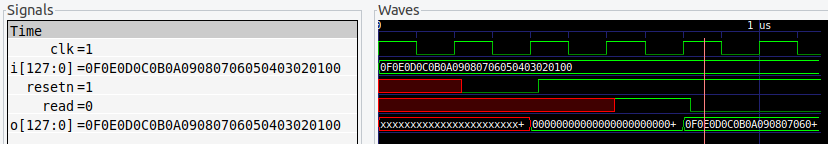 Signals
Waves
Time
0
1 us
clk=1
i[127:0]=0F0E0D0C0B0A09080706050403020100
0F0E0D0C0B0A09080706050403020100
resetn=1
read=0
o[127:0]=0F0E0D0C0B0A09080706050403020100
xxxxxxxxxxxxxxxxxxxxxxx+
00000000000000000000000+
0F0E0D0C0B0A090807060+